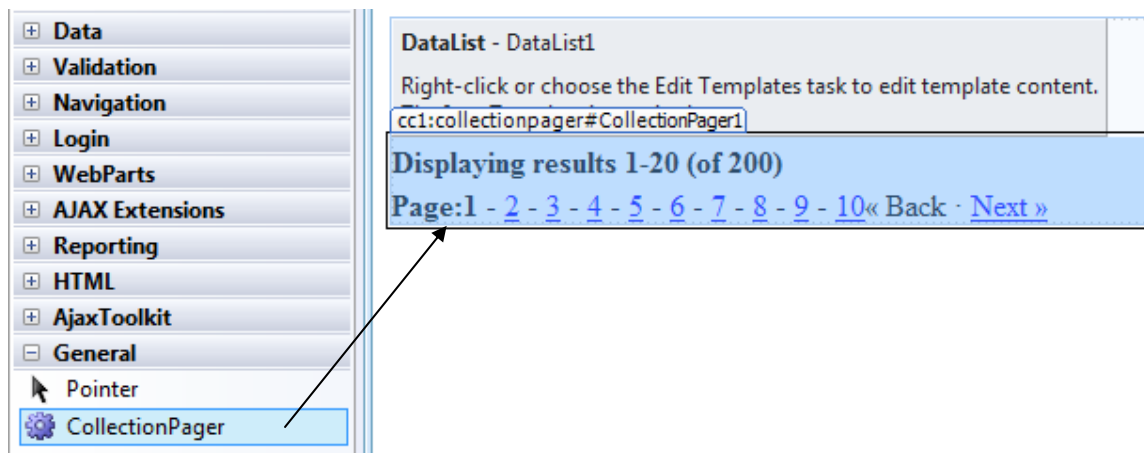 Data
Validation
Navigation
Login
WebParts
AJAX Extensions
Reporting
HTML
AjaxToolkit
General
Pointer
CollectionPager
DataList - DataList1
Right-click or choose the Edit Templates task to edit template content.
cc1:collectionpager#CollectionPager1
Displaying results 1-20 (of 200)
Page:1 - 2 - 3 - 4 - 5 - 6 - 7 - 8 - 9 - 10« Back · Next »